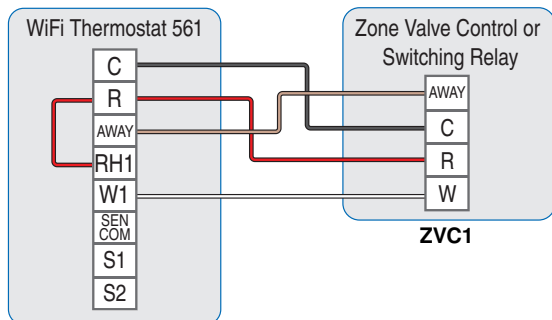 WiFi Thermostat 561
C
R
AWAY
RH1
W1
SEN
COM
S1
S2
Zone Valve Control or
Switching Relay
AWAY
C
R
W
ZVC1